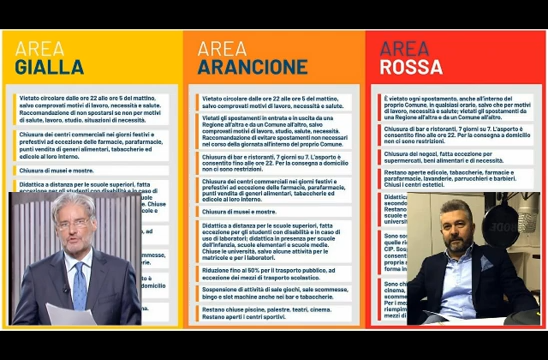 AREA
GIALLA
Vietato circolare dalle ore 22 alle ore 5 del mattino,
salvo comprovati motivi di lavoro, necessità e salute.
Raccomandazione di non spostarsi se non per motivi
di salute, lavoro, studio, situazioni di necessità.
Chiusura dei centri commerciali nei giorni festivi e
prefestivi ad eccezione delle farmacie, parafarmacie,
punti vendita di generi alimentari, tabaccherie ed
edicole al loro interno.
Chiusura di musei e mostre.
Didattica a distanza per le scuole superiori, fatta
eccezione per gli studenti con disabilità e in caso di
AREA
ARANCIONE
Vietato circolare dalle ore 22 alle ore 5 del mattino,
salvo comprovati motivi di lavoro, necessità e salute.
Vietati gli spostamenti in entrata e in uscita da una
Regione all'altra e da un Comune all'altro, salvo
comprovati motivi di lavoro, studio, salute, necessità.
Raccomandazione di evitare spostamenti non necessari
nel corso della giornata all'interno del proprio Comune.
Chiusura di bar e ristoranti, 7 giorni su 7. L'asporto è
consentito fino alle ore 22. Per la consegna a domicilio
non ci sono restrizioni.
Chiusura dei centri commerciali nei giorni festivi e
prefestivi ad eccezione delle farmacie, parafarmacie,
punti vendita di generi alimentari, tabaccherie ed
edicole al loro interno.
Chiusura di musei e mostre.
Didattica a distanza per le scuole superiori, fatta
eccezione per gli studenti con disabilità e in caso di
uso di laboratori; didattica in presenza per scuole
dell'infanzia, scuole elementari e scuole medie.
Chiuse le università, salvo alcune attività per le
matricole e per i laboratori.
Riduzione fino al 50% per il trasporto pubblico, ad
eccezione dei mezzi di trasporto scolastico.
Sospensione di attività di sale giochi, sale scommesse,
bingo e slot machine anche nei bar e tabaccherie.
Restano chiuse piscine, palestre, teatri, cinema.
Restano aperti i centri sportivi.
AREA
ROSSA
È vietato ogni spostamento, anche all'interno del
proprio Comune, in qualsiasi orario, salvo che per motivi
di lavoro, necessità e salute; vietati gli spostamenti da
una Regione all'altra e da un Comune all'altro.
Chiusura di bar e ristoranti, 7 giorni su 7. L'asporto è
consentito fino alle ore 22. Per la consegna a domicilio
non ci sono restrizioni.
Chiusura dei negozi, fatta eccezione per
supermercati, beni alimentari e di necessità.
Restano aperte edicole, tabaccherie, farmacie e
parafarmacie, lavanderie, parrucchieri e barbieri.
Chiusi i centri estetici.